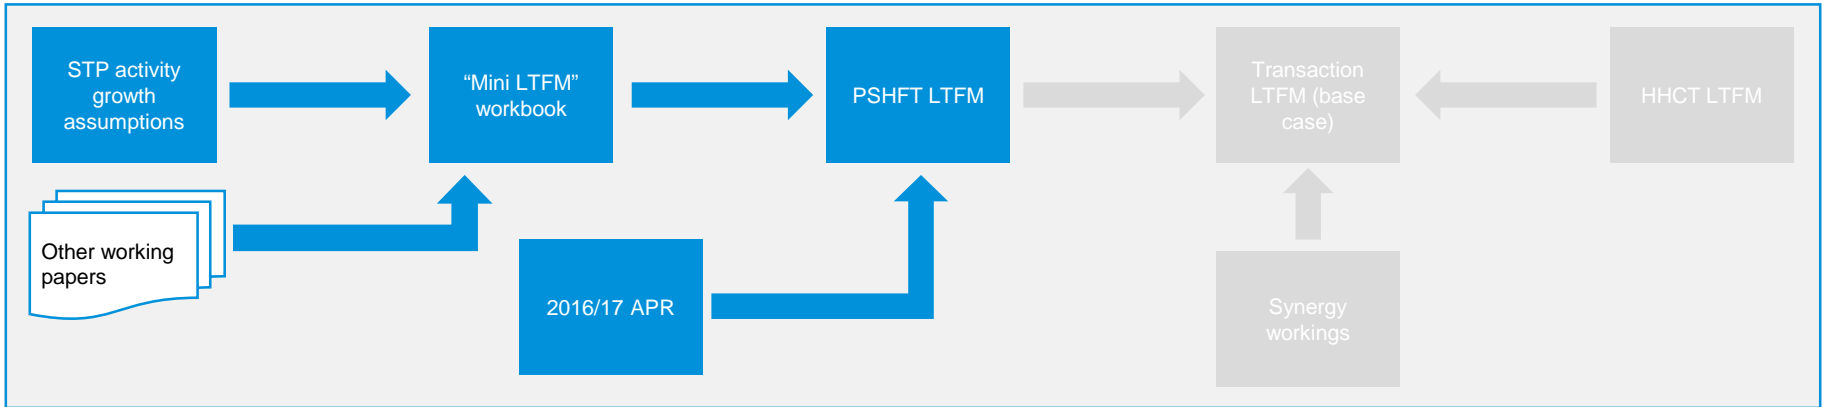 STP activity
growth
assumptions
“Mini LTFM”
workbook
PSHFT LTFM
Transaction
LTFM (base
case)
HHCT LTFM
Other working
papers
2016/17 APR
Synergy
workings